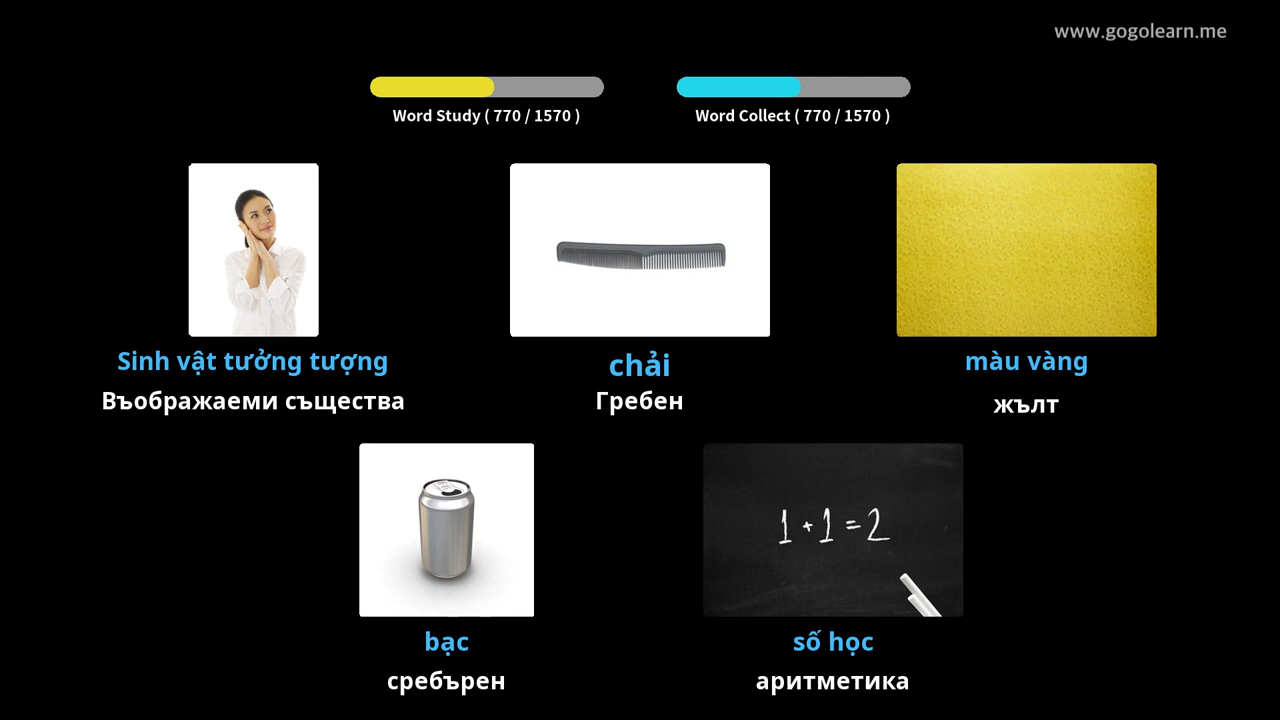 www.gogolearn.me
Word Study ( 770 / 1570 )
Word Collect ( 770 / 1570 )
Sinh vật tưởng tượng
Въображаеми същества
chải
Гребен
màu vàng
жълт
1 + 1 = 2
bạc
сребърен
số học
аритметика